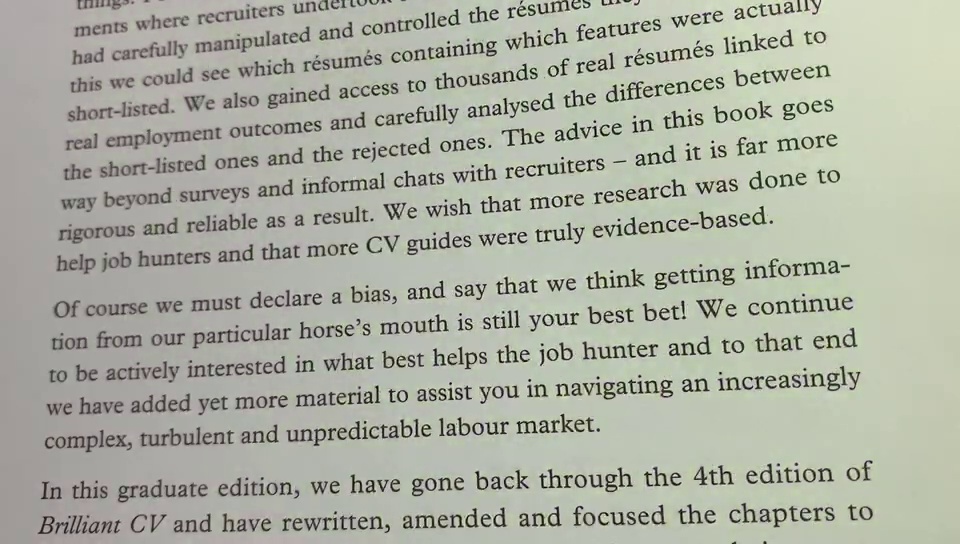 things.
ments where recruiters undertook
had carefully manipulated and controlled the résumés
this we could see which résumés containing which features were actually
short-listed. We also gained access to thousands of real résumés linked to
real employment outcomes and carefully analysed the differences between
the short-listed ones and the rejected ones. The advice in this book goes
way beyond surveys and informal chats with recruiters – and it is far more
rigorous and reliable as a result. We wish that more research was done to
help job hunters and that more CV guides were truly evidence-based.
Of course we must declare a bias, and say that we think getting informa-
tion from our particular horse's mouth is still your best bet! We continue
to be actively interested in what best helps the job hunter and to that end
we have added yet more material to assist you in navigating an increasingly
complex, turbulent and unpredictable labour market.
In this graduate edition, we have gone back through the 4th edition of
Brilliant CV and have rewritten, amended and focused the chapters to